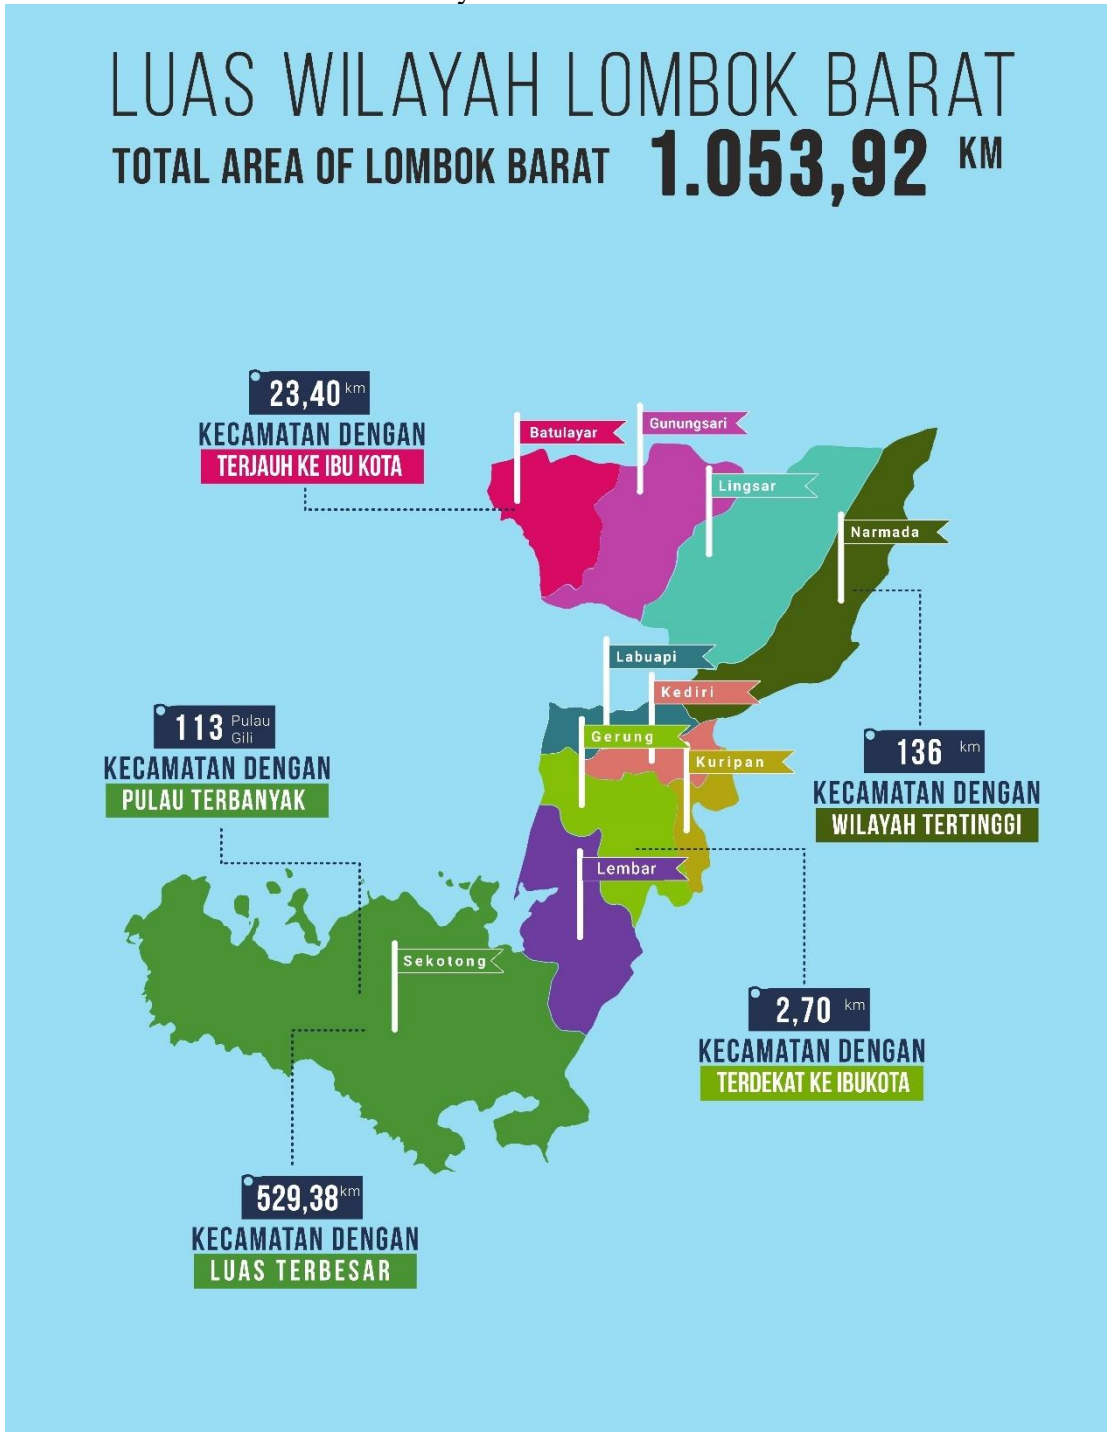 LUAS WILAYAH LOMBOK BARAT
TOTAL AREA OF LOMBOK BARAT 1.053,92 KM
23,40 km
KECAMATAN DENGAN
TERJAUH KE IBU KOTA
Batulayar
Gunungsari
Lingsar
Narmada
Labuapi
Kediri
Gerung
Kuripan
113 Pulau
Gili
KECAMATAN DENGAN
PULAU TERBANYAK
136 km
KECAMATAN DENGAN
WILAYAH TERTINGGI
Lembar
Sekotong
2,70 km
KECAMATAN DENGAN
TERDEKAT KE IBUKOTA
529,38 km
KECAMATAN DENGAN
LUAS TERBESAR